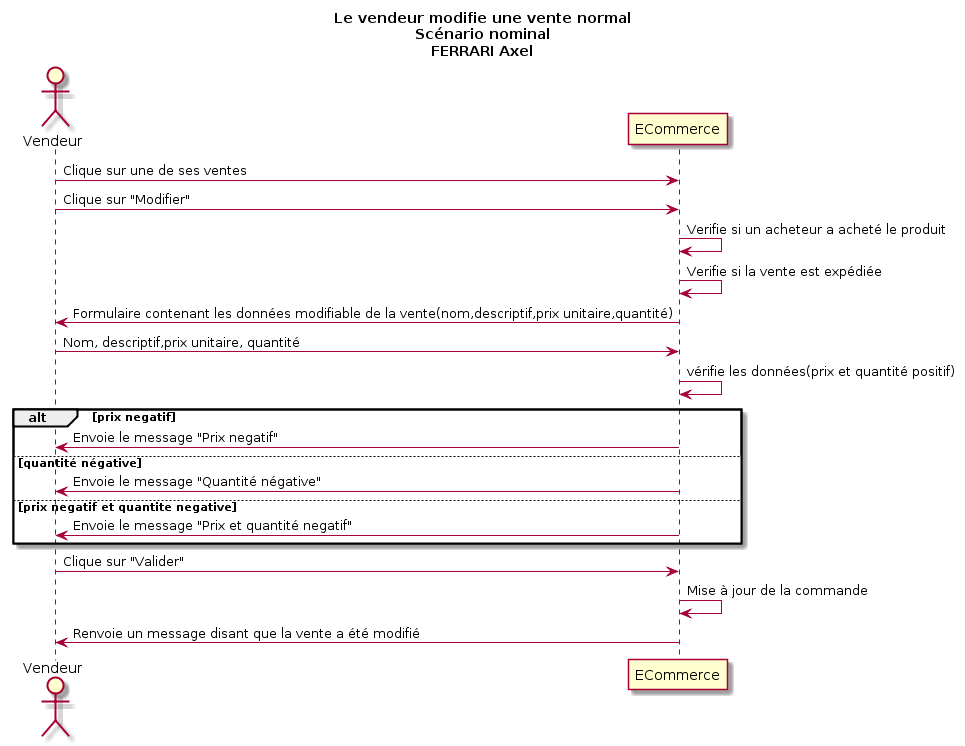 Le vendeur modifie une vente normal
Scénario nominal
FERRARI Axel
Vendeur
ECommerce
Clique sur une de ses ventes
Clique sur "Modifier"
Verifie si un acheteur a acheté le produit
Verifie si la vente est expédiée
Formulaire contenant les données modifiable de la vente(nom,descriptif,prix unitaire,quantité)
Nom, descriptif,prix unitaire, quantité
vérifie les données(prix et quantité positif)
alt [prix negatif]
Envoie le message "Prix negatif"
[quantité négative]
Envoie le message "Quantité négative"
[prix negatif et quantite negative]
Envoie le message "Prix et quantité negatif"
Clique sur "Valider"
Mise à jour de la commande
Renvoie un message disant que la vente a été modifié
Vendeur
ECommerce